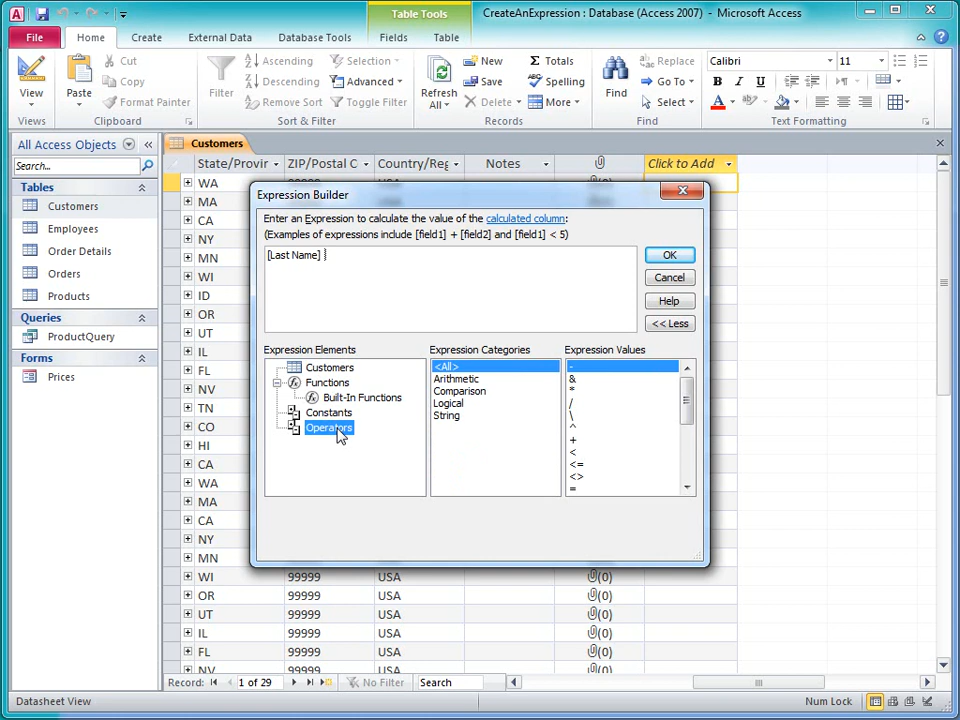 Table Tools
CreateAnExpression : Database (Access 2007) - Microsoft Access
File Home Create External Data Database Tools Fields Table
View
Views
Paste
Cut
Copy
Format Painter
Clipboard
Filter
Ascending
Descending
Remove Sort
Selection
Advanced
Toggle Filter
Sort & Filter
Refresh
All
New
Save
Delete
Totals
Spelling
More
Records
Find
Replace
Go To
Select
Find
Calibri 11
B I U
A
Text Formatting
All Access Objects
Search...
Tables
Customers
Employees
Order Details
Orders
Products
Queries
ProductQuery
Forms
Prices
Customers
State/Provir ZIP/Postal C Country/Reg Notes Click to Add
WA
MA
CA
NY
MN
WI
ID
OR
UT
IL
FL
NV
TN
CO
HI
CA
WA
MA
CA
NY
MN
WI 99999 USA (0)
OR 99999 USA (0)
UT 99999 USA (0)
IL 99999 USA (0)
FL 99999 USA (0)
NV 99999 USA (0)
Expression Builder
Enter an Expression to calculate the value of the calculated column:
(Examples of expressions include [field1] + [field2] and [field1] < 5)
[Last Name]
OK
Cancel
Help
<< Less
Expression Elements
Customers
Functions
Built-In Functions
Constants
Operators
Expression Categories
<All>
Arithmetic
Comparison
Logical
String
Expression Values
-
&
*
/
\
^
+
<
<=
<>
=
Record: 1 of 29 No Filter Search
Datasheet View Num Lock